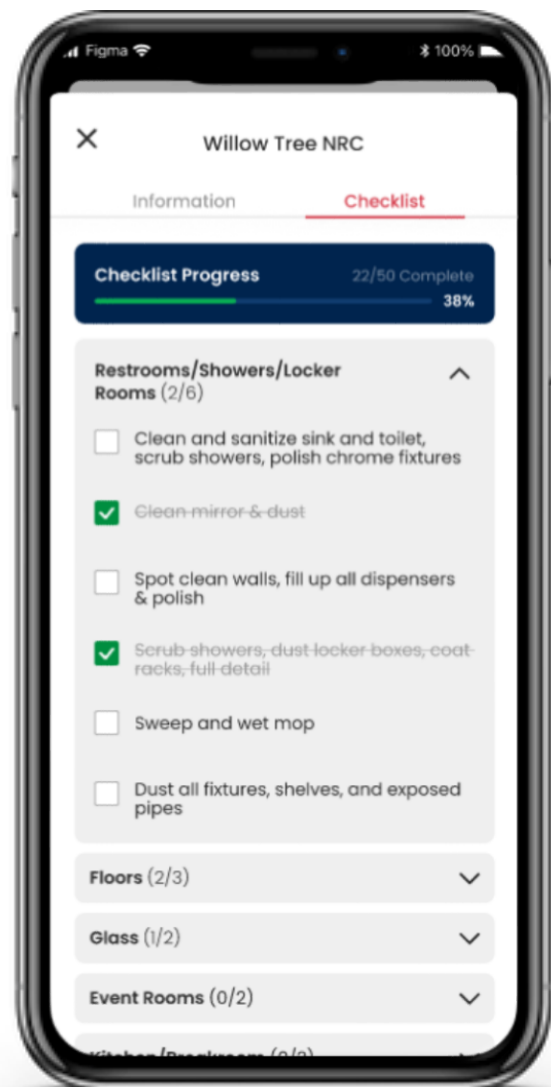 Figma 100%
Willow Tree NRC
Information Checklist
Checklist Progress 22/50 Complete
38%
Restrooms/Showers/Locker
Rooms (2/6)
Clean and sanitize sink and toilet,
scrub showers, polish chrome fixtures
Clean mirror & dust
Spot clean walls, fill up all dispensers
& polish
Scrub showers, dust locker boxes, coat
racks, full detail
Sweep and wet mop
Dust all fixtures, shelves, and exposed
pipes
Floors (2/3)
Glass (1/2)
Event Rooms (0/2)
Kitchen/Breakroom